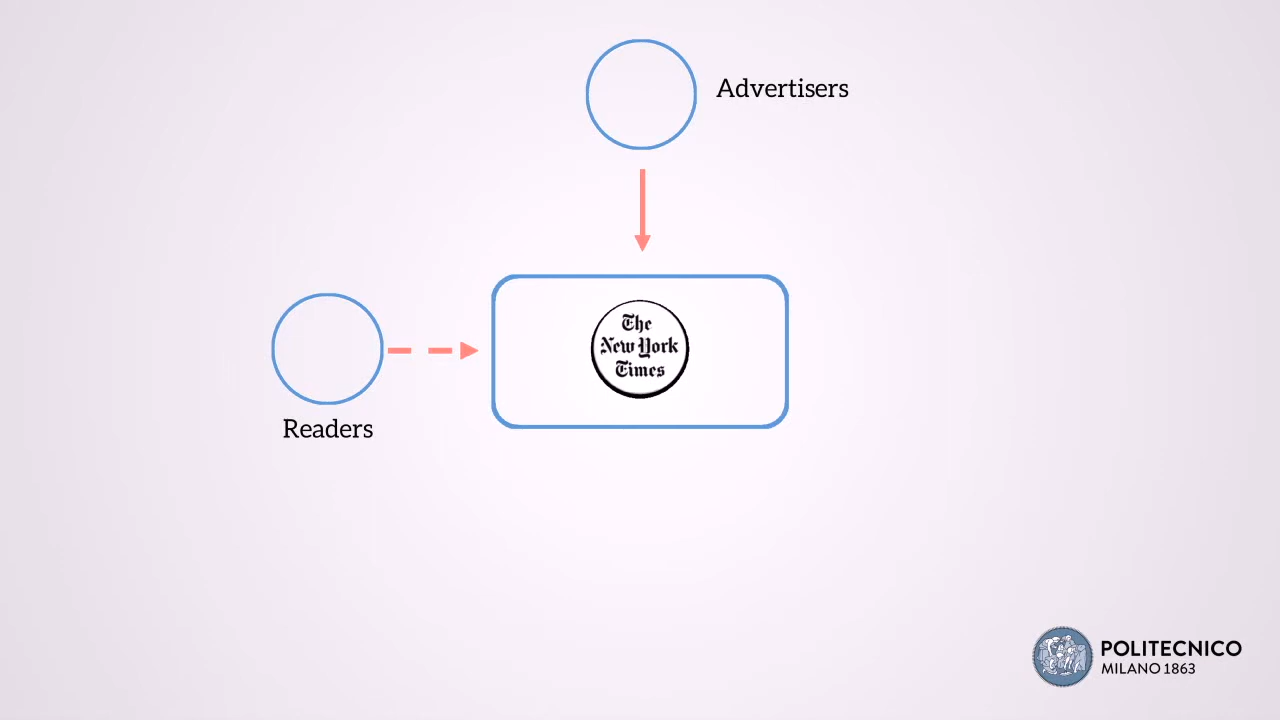 Advertisers
The
New York
Times
Readers
POLITECNICO
MILANO 1863